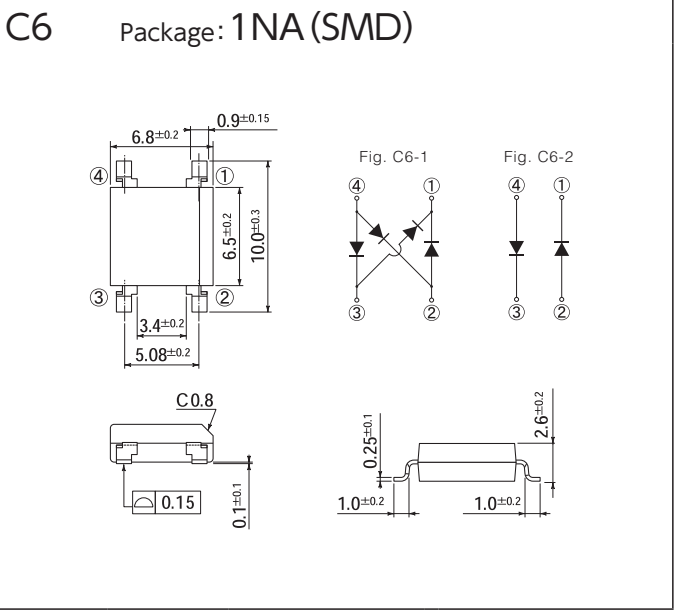 C6 Package: 1NA (SMD)
0.9±0.15
6.8±0.2
④ ①
6.5±0.2
10.0±0.3
③ ②
3.4±0.2
5.08±0.2
Fig. C6-1 Fig. C6-2
④ ① ④ ①
③ ② ③ ②
C0.8
0.15
0.1±0.1
0.25±0.1
2.6±0.2
1.0±0.2 1.0±0.2